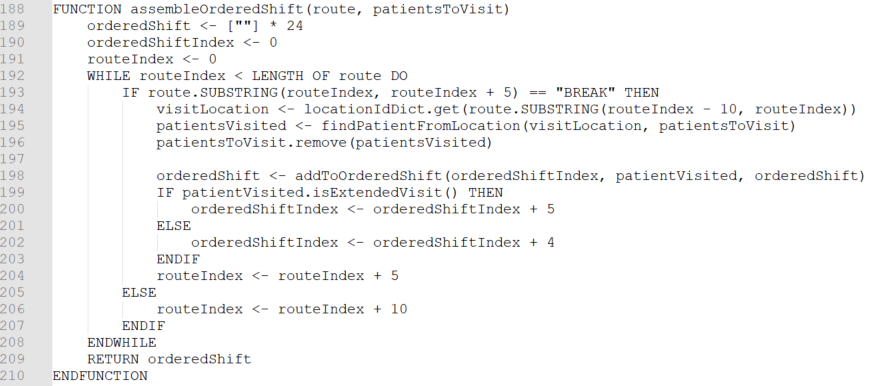 188 FUNCTION assembleOrderedShift(route, patientsToVisit)
189     orderedShift <- [""] * 24
190     orderedShiftIndex <- 0
191     routeIndex <- 0
192     WHILE routeIndex < LENGTH OF route DO
193         IF route.SUBSTRING(routeIndex, routeIndex + 5) == "BREAK" THEN
194             visitLocation <- locationIdDict.get(route.SUBSTRING(routeIndex - 10, routeIndex))
195             patientsVisited <- findPatientFromLocation(visitLocation, patientsToVisit)
196             patientsToVisit.remove(patientsVisited)
197
198             orderedShift <- addToOrderedShift(orderedShiftIndex, patientVisited, orderedShift)
199             IF patientVisited.isExtendedVisit() THEN
200                 orderedShiftIndex <- orderedShiftIndex + 5
201             ELSE
202                 orderedShiftIndex <- orderedShiftIndex + 4
203             ENDIF
204             routeIndex <- routeIndex + 5
205         ELSE
206             routeIndex <- routeIndex + 10
207         ENDIF
208     ENDWHILE
209     RETURN orderedShift
210 ENDFUNCTION